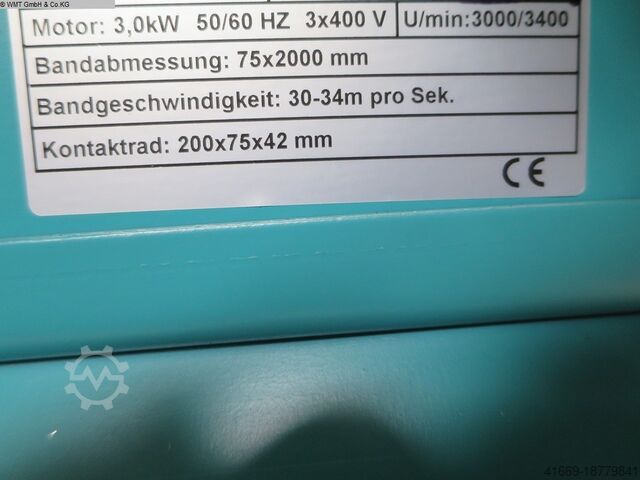 © WMT GmbH & Co.KG
Motor: 3,0kW 50/60 HZ 3x400 V U/min:3000/3400
Bandabmessung: 75x2000 mm
Bandgeschwindigkeit: 30-34m pro Sek.
Kontaktrad: 200x75x42 mm
CE
41669-18779841